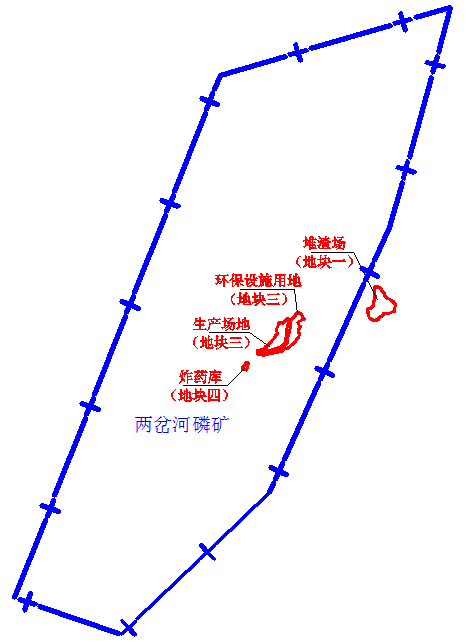 堆渣场
（地块一）
环保设施用地
（地块三）
生产场地
（地块三）
炸药库
（地块四）
两岔河磷矿